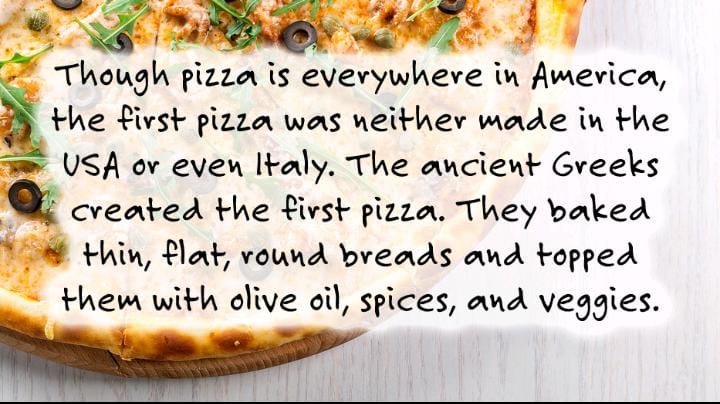 Though pizza is everywhere in America,
the first pizza was neither made in the
USA or even Italy. The ancient Greeks
created the first pizza. They baked
thin, flat, round breads and topped
them with olive oil, spices, and veggies.